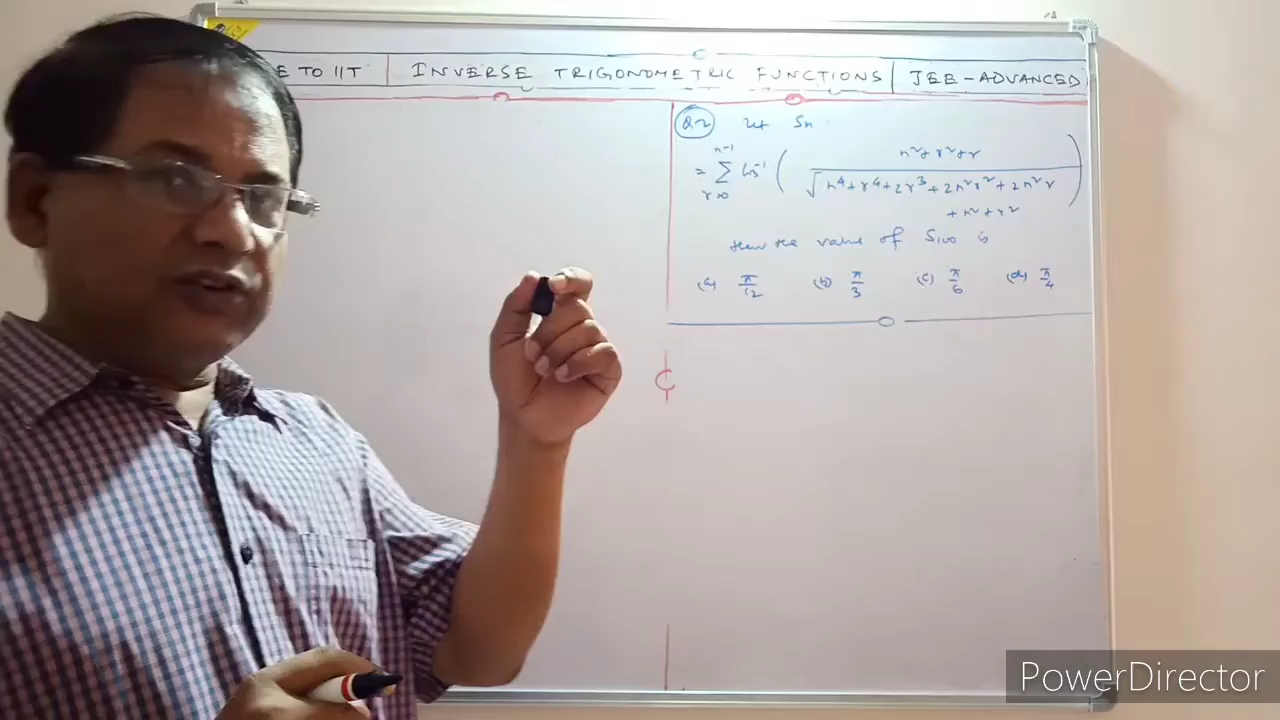 E TO IIT | INVERSE TRIGONOMETRIC FUNCTIONS | JEE-ADVANCED
Q2 Let Sn
n-1 n²+r²+r
= Σ Cos⁻¹ ( ─────────── )
r=0 √n⁴+r⁴+2r³+2n²r²+2n²r
+n²+r²
then the value of S100 is
(a) π/2 (b) π/3 (c) π/6 (d) π/4
PowerDirector